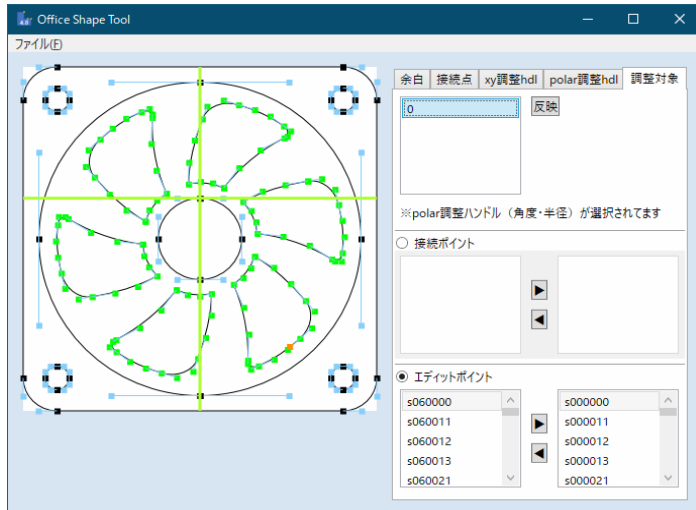 Office Shape Tool
ファイル(F)
余白 接続点 xy調整hdl polar調整hdl 調整対象
0 反映
※polar調整ハンドル（角度・半径）が選択されてます
接続ポイント
エディットポイント
s060000 s000000
s060011 s000011
s060012 s000012
s060013 s000013
s060021 s000021